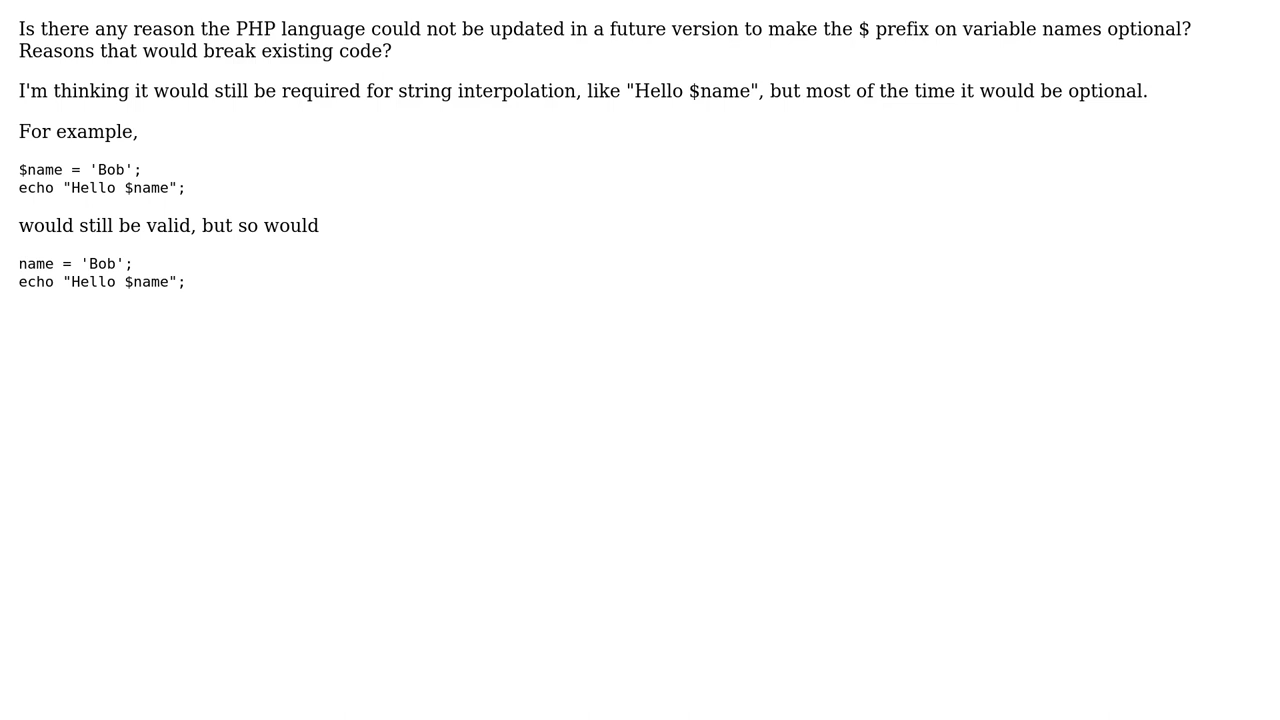 Is there any reason the PHP language could not be updated in a future version to make the $ prefix on variable names optional?
Reasons that would break existing code?
I'm thinking it would still be required for string interpolation, like "Hello $name", but most of the time it would be optional.
For example,
$name = 'Bob';
echo "Hello $name";
would still be valid, but so would
name = 'Bob';
echo "Hello $name";